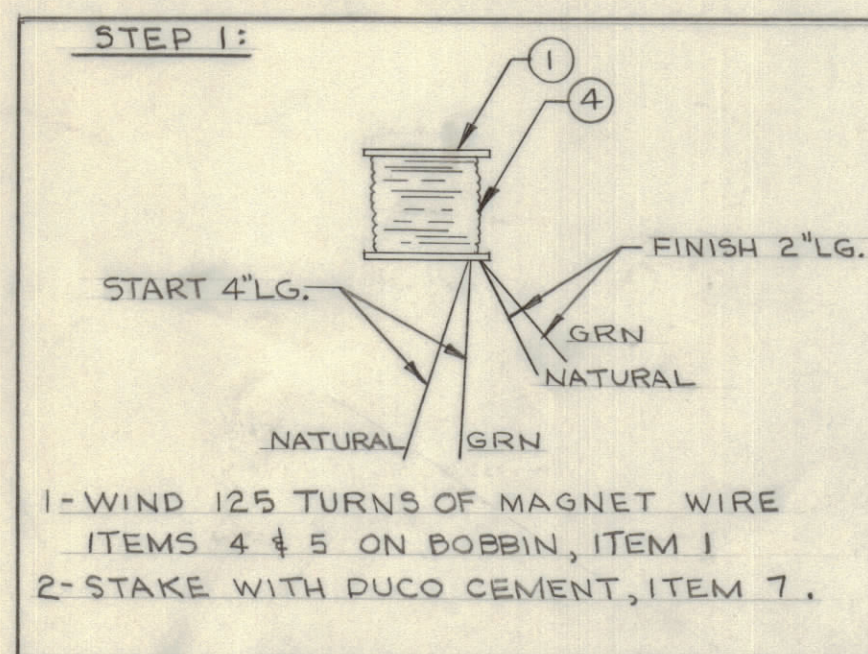 STEP 1:
1
4
START 4"LG.
FINISH 2"LG.
GRN
NATURAL
NATURAL
GRN
1-WIND 125 TURNS OF MAGNET WIRE
ITEMS 4 & 5 ON BOBBIN, ITEM 1
2-STAKE WITH DUCO CEMENT, ITEM 7.